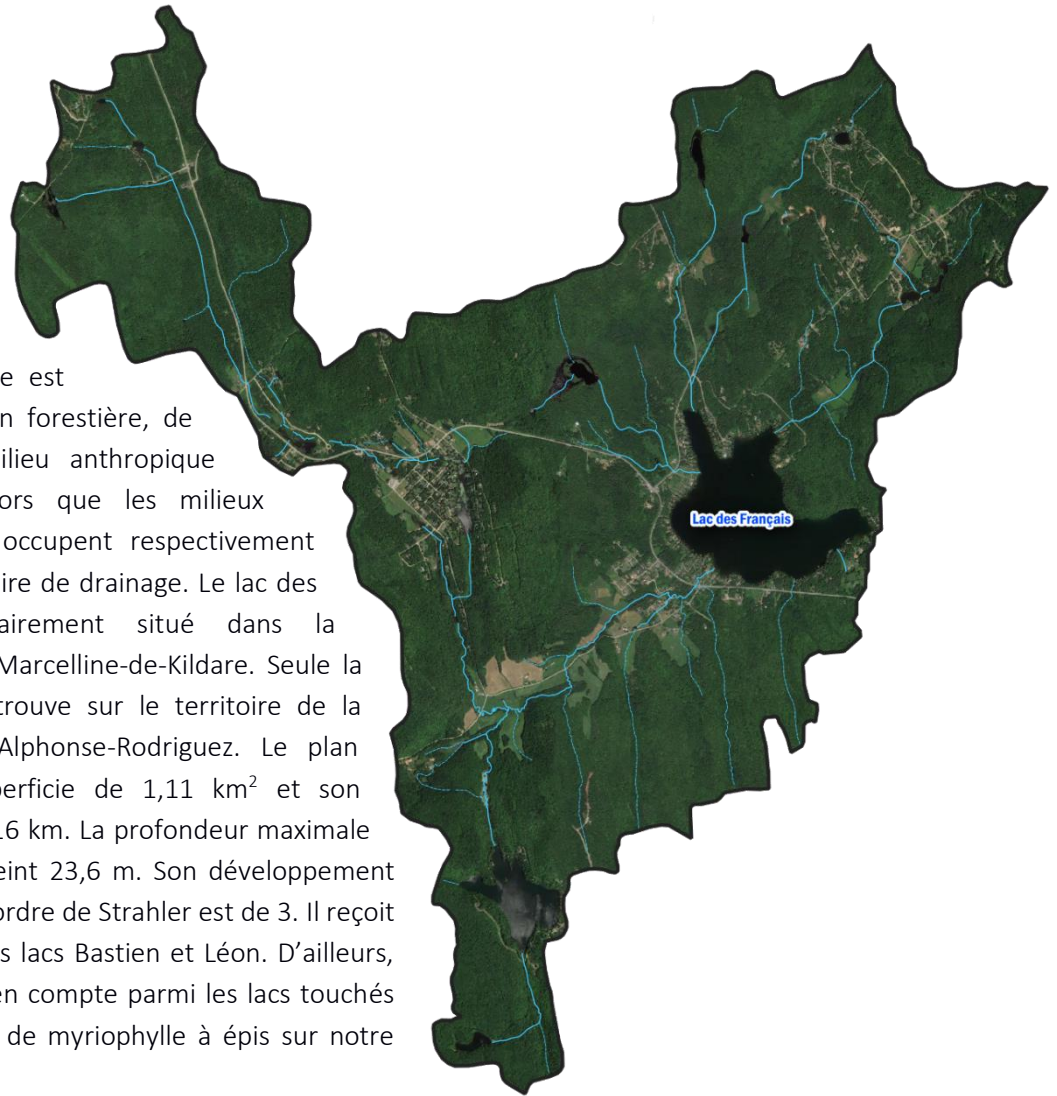 e est
n forestière, de
ilieu anthropique
ors que les milieux
occupent respectivement
ire de drainage. Le lac des
airement situé dans la
Marcelline-de-Kildare. Seule la
trouve sur le territoire de la
Alphonse-Rodriguez. Le plan
perficie de 1,11 km² et son
16 km. La profondeur maximale
eint 23,6 m. Son développement
ordre de Strahler est de 3. Il reçoit
s lacs Bastien et Léon. D’ailleurs,
en compte parmi les lacs touchés
de myriophylle à épis sur notre
Lac des Français